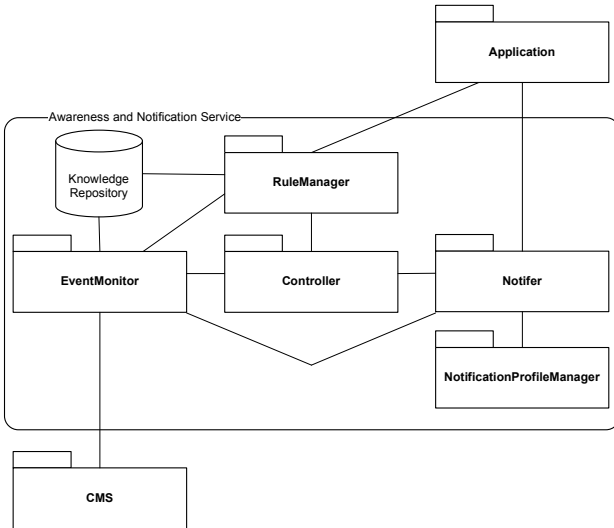 Application
Awareness and Notification Service
Knowledge
Repository
RuleManager
EventMonitor
Controller
Notifer
NotificationProfileManager
CMS